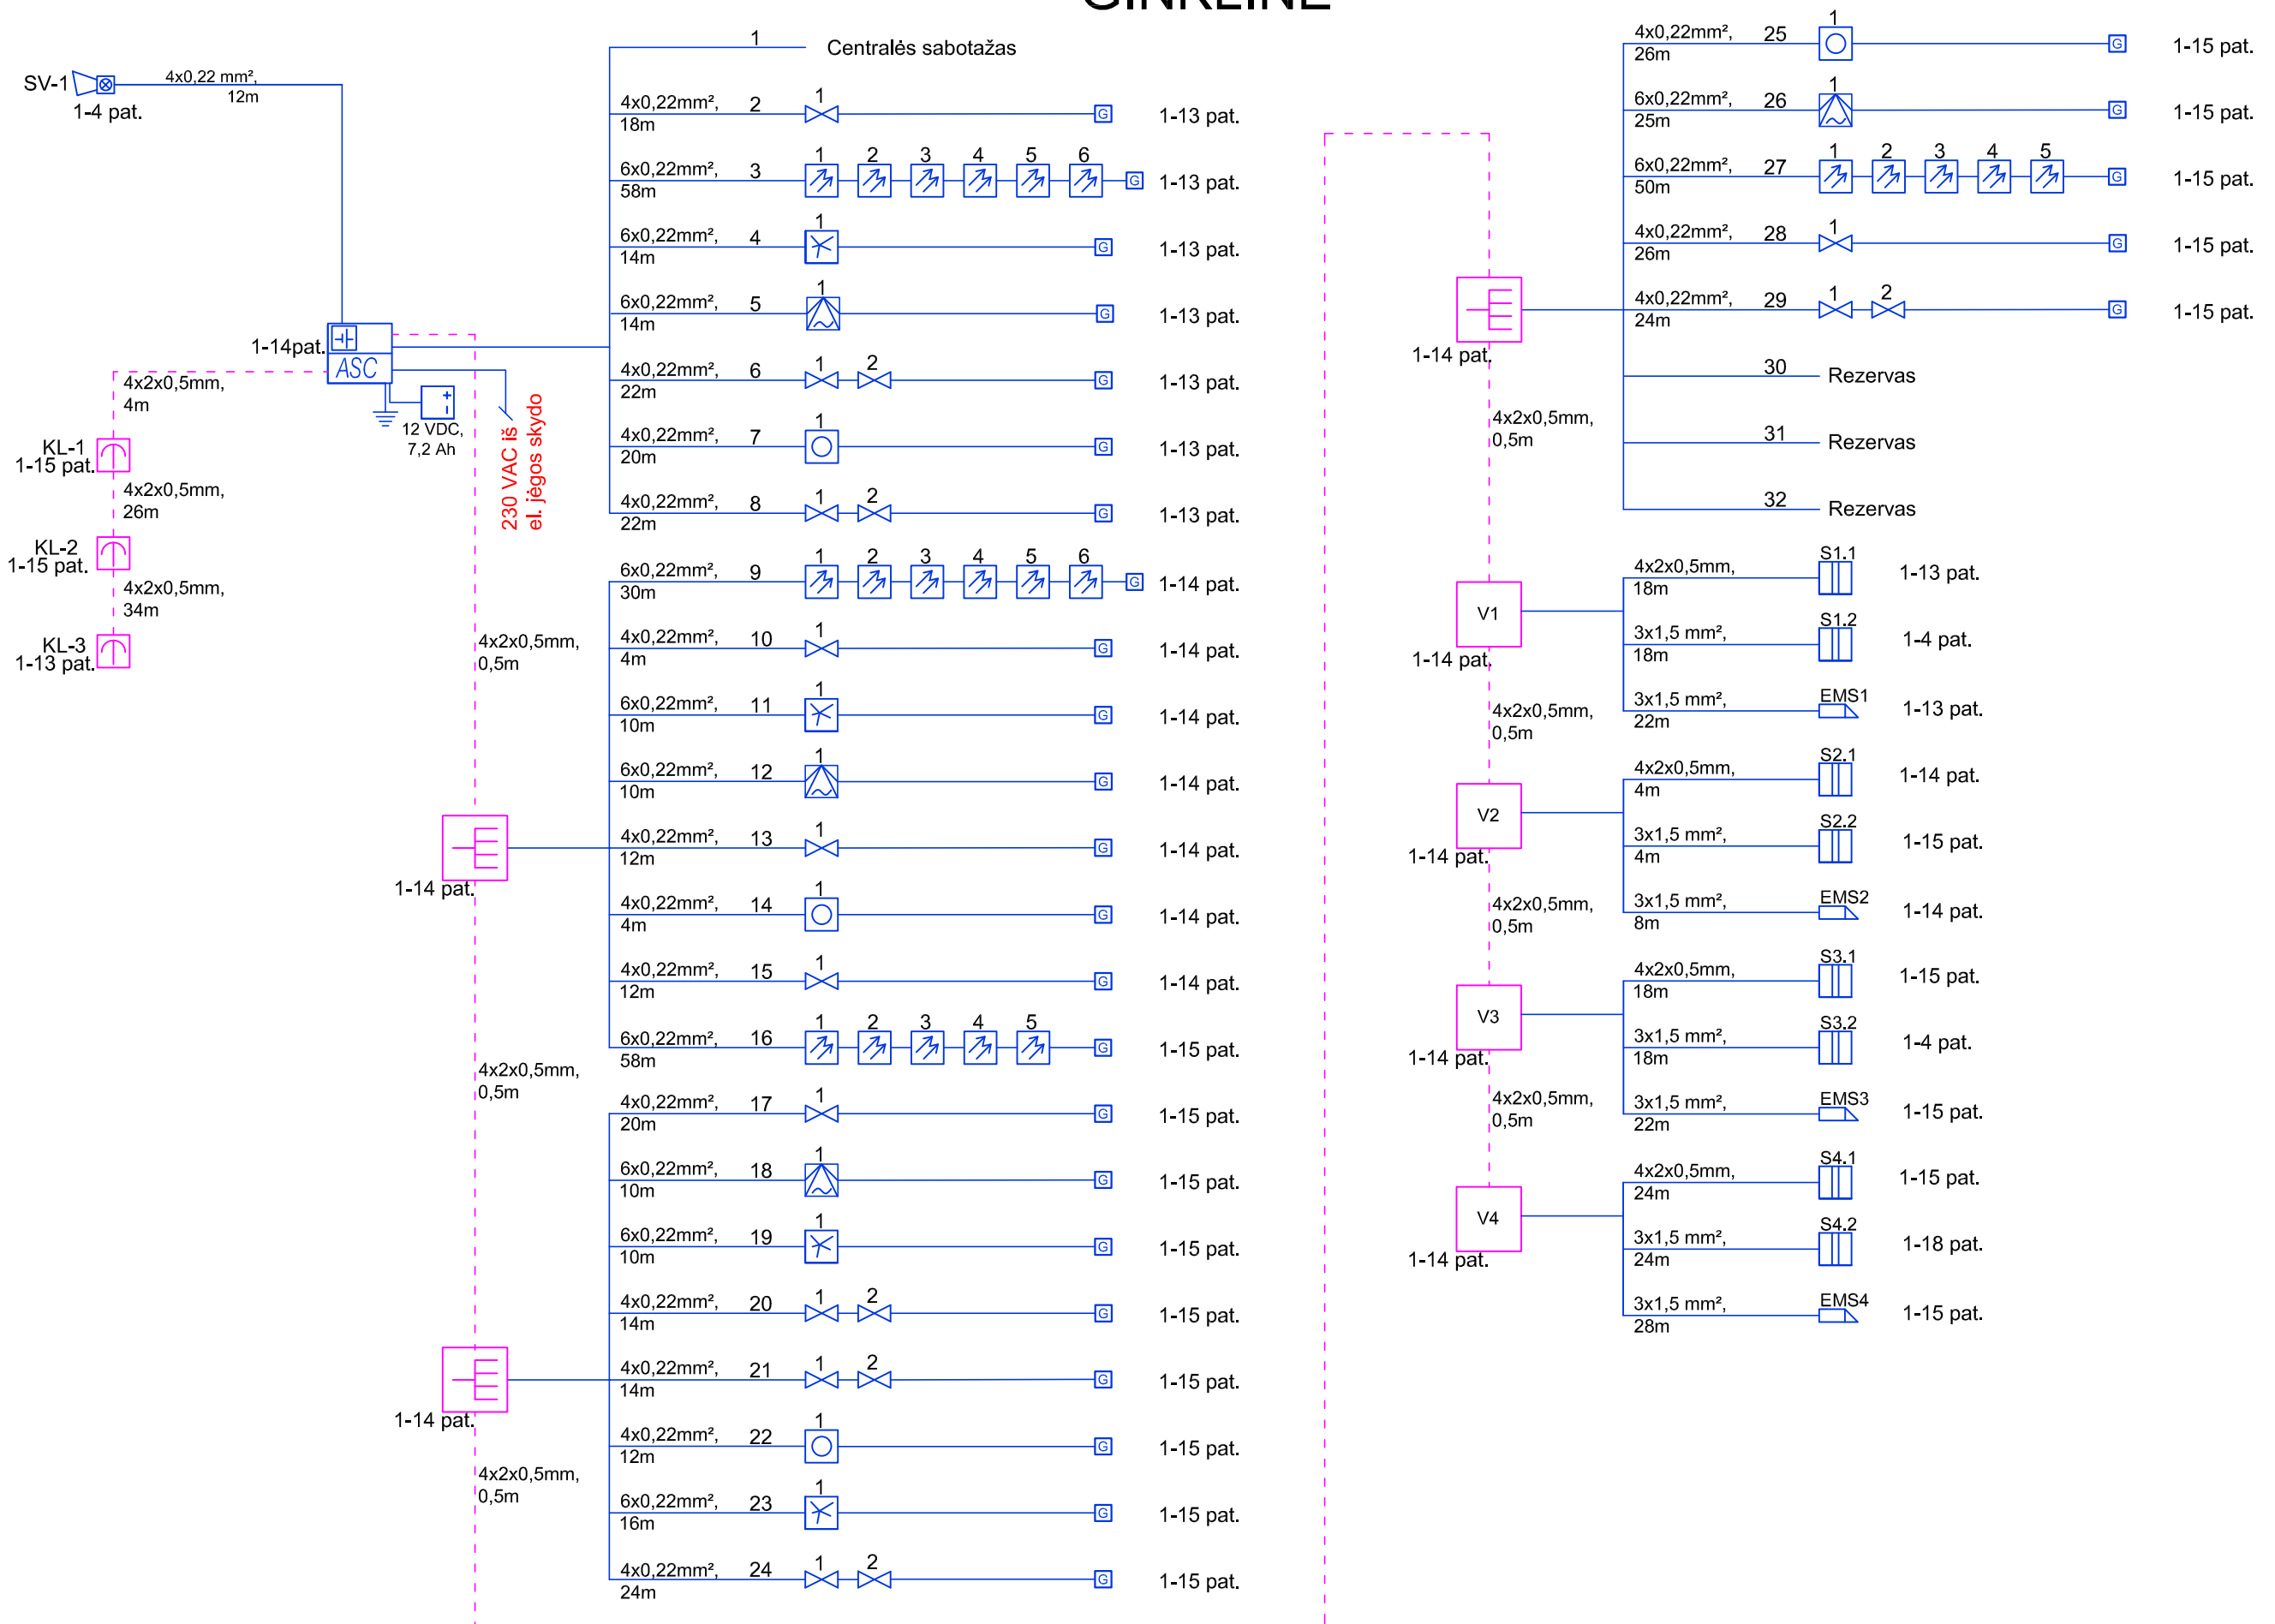 GINKLINĖ
SV-1
4x0,22 mm²,
12m
1-4 pat.
1-14pat.
ASC
12 VDC,
7,2 Ah
230 VAC iš
el. jėgos skydo
4x2x0,5mm,
4m
KL-1
1-15 pat.
4x2x0,5mm,
26m
KL-2
1-15 pat.
4x2x0,5mm,
34m
KL-3
1-13 pat.
1 Centralės sabotažas
4x0,22mm², 2 1 G 1-13 pat.
18m
6x0,22mm², 3 1 2 3 4 5 6 G 1-13 pat.
58m
6x0,22mm², 4 1 G 1-13 pat.
14m
6x0,22mm², 5 1 G 1-13 pat.
14m
4x0,22mm², 6 1 2 G 1-13 pat.
22m
4x0,22mm², 7 1 G 1-13 pat.
20m
4x0,22mm², 8 1 2 G 1-13 pat.
22m
4x2x0,5mm,
0,5m
1-14 pat.
6x0,22mm², 9 1 2 3 4 5 6 G 1-14 pat.
30m
4x0,22mm², 10 1 G 1-14 pat.
4m
6x0,22mm², 11 1 G 1-14 pat.
10m
6x0,22mm², 12 1 G 1-14 pat.
10m
4x0,22mm², 13 1 G 1-14 pat.
12m
4x0,22mm², 14 1 G 1-14 pat.
4m
4x0,22mm², 15 1 G 1-14 pat.
12m
6x0,22mm², 16 1 2 3 4 5 G 1-15 pat.
58m
4x2x0,5mm,
0,5m
1-14 pat.
4x0,22mm², 17 1 G 1-15 pat.
20m
6x0,22mm², 18 1 G 1-15 pat.
10m
6x0,22mm², 19 1 G 1-15 pat.
10m
4x0,22mm², 20 1 2 G 1-15 pat.
14m
4x0,22mm², 21 1 2 G 1-15 pat.
14m
4x0,22mm², 22 1 G 1-15 pat.
12m
6x0,22mm², 23 1 G 1-15 pat.
16m
4x0,22mm², 24 1 2 G 1-15 pat.
24m
4x2x0,5mm,
0,5m
1-14 pat.
4x0,22mm², 25 1 G 1-15 pat.
26m
6x0,22mm², 26 1 G 1-15 pat.
25m
6x0,22mm², 27 1 2 3 4 5 G 1-15 pat.
50m
4x0,22mm², 28 1 G 1-15 pat.
26m
4x0,22mm², 29 1 2 G 1-15 pat.
24m
30 Rezervas
31 Rezervas
32 Rezervas
4x2x0,5mm,
0,5m
V1
1-14 pat.
4x2x0,5mm, S1.1 1-13 pat.
18m
3x1,5 mm², S1.2 1-4 pat.
18m
3x1,5 mm², EMS1 1-13 pat.
22m
4x2x0,5mm,
0,5m
V2
1-14 pat.
4x2x0,5mm, S2.1 1-14 pat.
4m
3x1,5 mm², S2.2 1-15 pat.
4m
3x1,5 mm², EMS2 1-14 pat.
8m
4x2x0,5mm,
0,5m
V3
1-14 pat.
4x2x0,5mm, S3.1 1-15 pat.
18m
3x1,5 mm², S3.2 1-4 pat.
18m
3x1,5 mm², EMS3 1-15 pat.
22m
4x2x0,5mm,
0,5m
V4
1-14 pat.
4x2x0,5mm, S4.1 1-15 pat.
24m
3x1,5 mm², S4.2 1-18 pat.
24m
3x1,5 mm², EMS4 1-15 pat.
28m